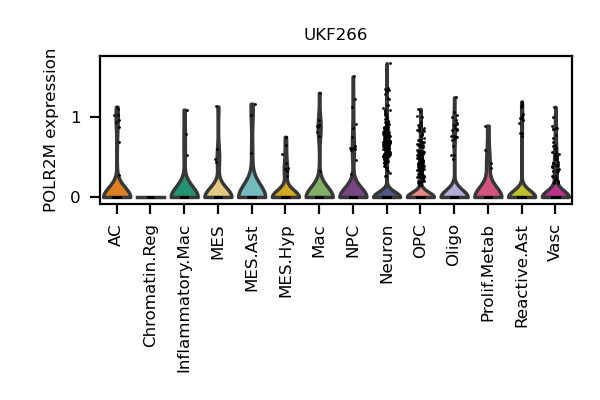 UKF266
POLR2M expression
1
0
AC
Chromatin.Reg
Inflammatory.Mac
MES
MES.Ast
MES.Hyp
Mac
NPC
Neuron
OPC
Oligo
Prolif.Metab
Reactive.Ast
Vasc